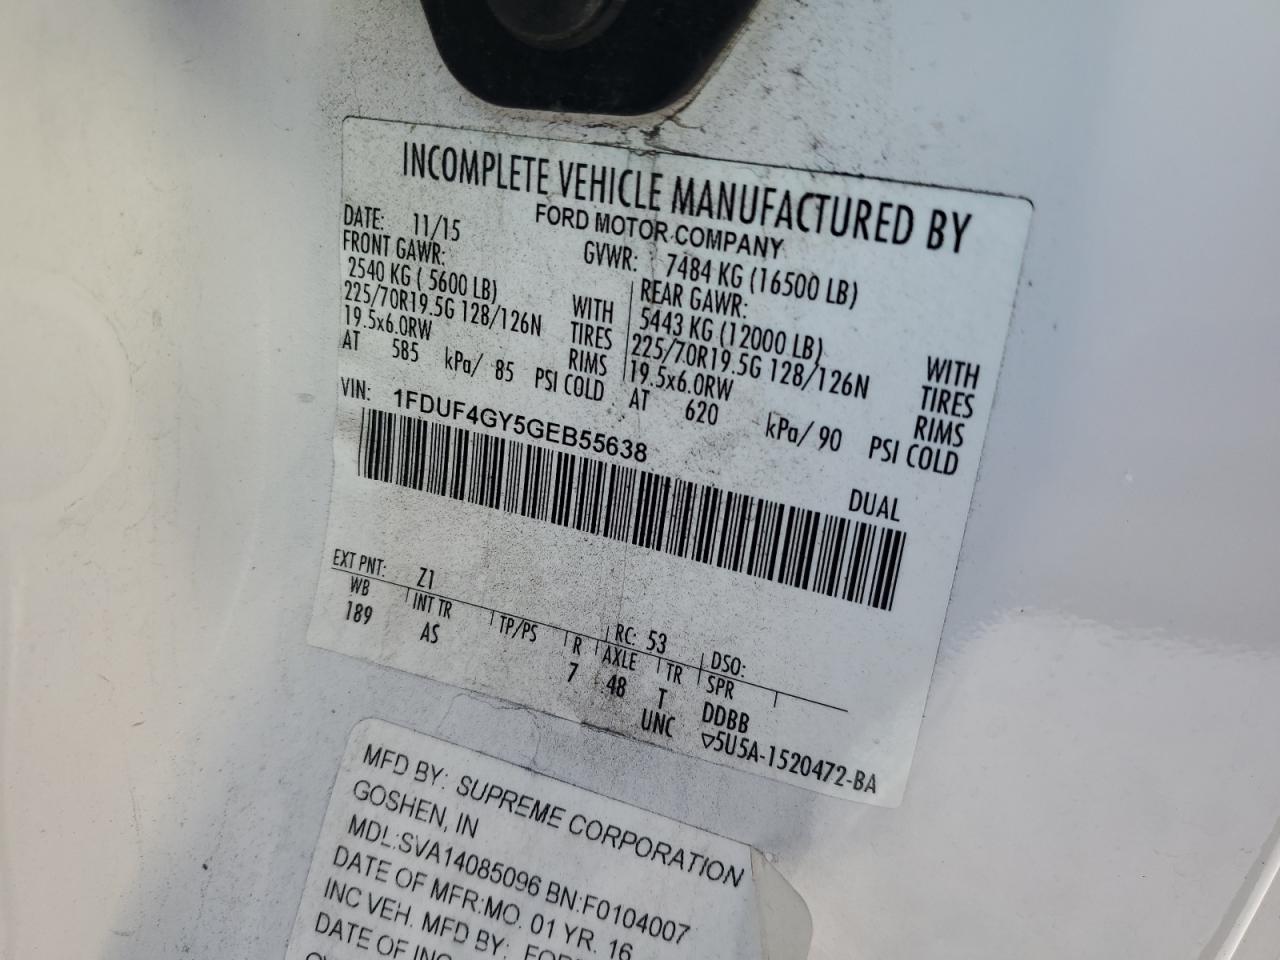 INCOMPLETE VEHICLE MANUFACTURED BY
FORD MOTOR COMPANY
DATE: 11/15 GVWR: 7484 KG (16500 LB)
FRONT GAWR: REAR GAWR:
2540 KG ( 5600 LB) WITH 5443 KG (12000 LB) WITH
225/70R19.5G 128/126N TIRES 225/70R19.5G 128/126N TIRES
19.5x6.0RW RIMS 19.5x6.0RW RIMS
AT 585 kPa/ 85 PSI COLD AT 620 kPa/ 90 PSI COLD
VIN: 1FDUF4GY5GEB55638
DUAL
EXT PNT: Z1 RC: 53 DSO:
WB INT TR TP/PS R AXLE TR SPR
189 AS 7 48 T DDBB
UNC ▽5U5A-1520472-BA
MFD BY: SUPREME CORPORATION
GOSHEN, IN
MDL:SVA14085096 BN:F0104007
DATE OF MFR:MO. 01 YR. 16
INC VEH. MFD BY: FORD
DATE OF INC